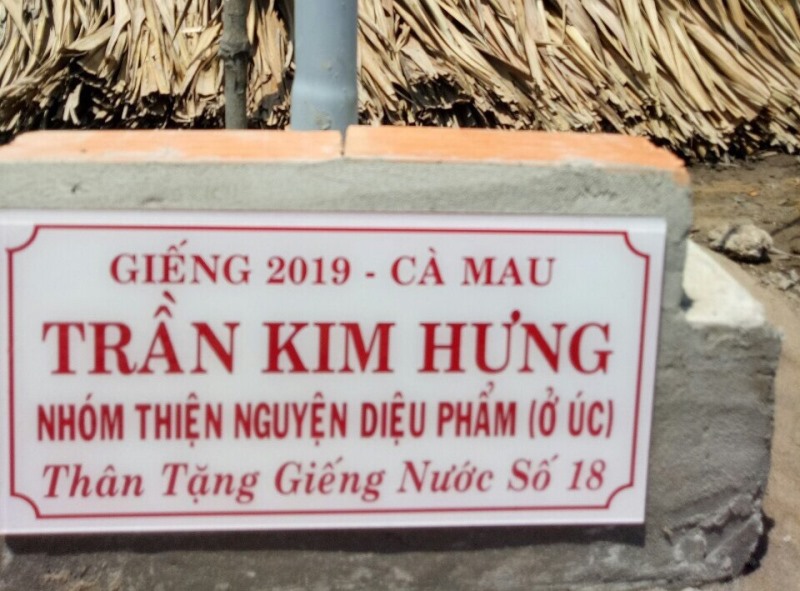 GIẾNG 2019 - CÀ MAU
TRẦN KIM HƯNG
NHÓM THIỆN NGUYỆN DIỆU PHẨM (Ở ÚC)
Thân Tặng Giếng Nước Số 18